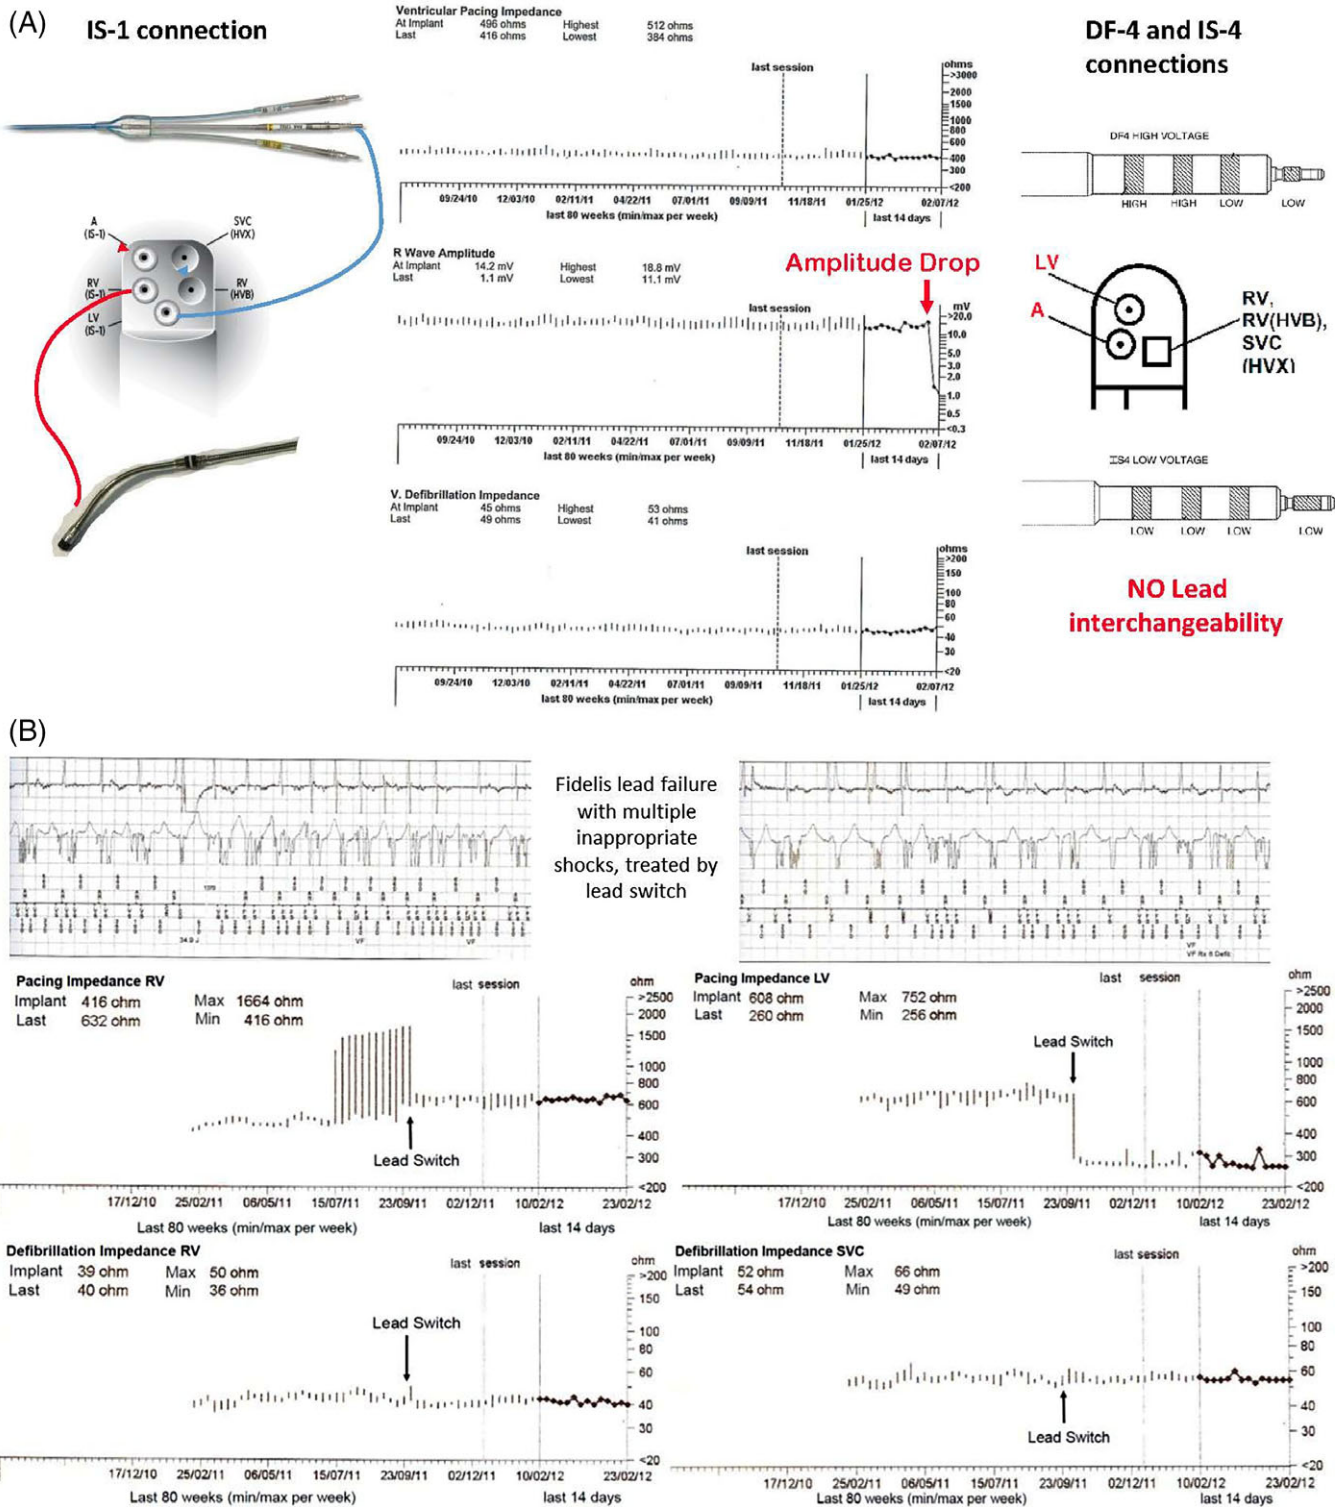 (A)
IS-1 connection
A
(IS-1)
SVC
(HVX)
RV
(IS-1)
RV
(HVB)
LV
(IS-1)
Ventricular Pacing Impedance
At Implant 496 ohms Highest 512 ohms
Last 416 ohms Lowest 384 ohms
last session
ohms
>3000
2000
1500
1000
800
600
400
300
<200
09/24/10 12/03/10 02/11/11 04/22/11 07/01/11 09/09/11 11/18/11 01/25/12 02/07/12
last 80 weeks (min/max per week) last 14 days
R Wave Amplitude
At Implant 14.2 mV Highest 18.8 mV
Last 1.1 mV Lowest 11.1 mV
Amplitude Drop
last session
mV
>20.0
10.0
5.0
3.0
2.0
1.0
0.5
<0.3
09/24/10 12/03/10 02/11/11 04/22/11 07/01/11 09/09/11 11/18/11 01/25/12 02/07/12
last 80 weeks (min/max per week) last 14 days
V. Defibrillation Impedance
At Implant 45 ohms Highest 53 ohms
Last 49 ohms Lowest 41 ohms
last session
ohms
>200
150
100
80
60
40
30
<20
09/24/10 12/03/10 02/11/11 04/22/11 07/01/11 09/09/11 11/18/11 01/25/12 02/07/12
last 80 weeks (min/max per week) last 14 days
DF-4 and IS-4
connections
DF4 HIGH VOLTAGE
HIGH HIGH LOW LOW
LV
A
RV,
RV(HVB),
SVC
(HVX)
IS4 LOW VOLTAGE
LOW LOW LOW LOW
NO Lead
interchangeability
(B)
34.9 J
VF
VF
Fidelis lead failure
with multiple
inappropriate
shocks, treated by
lead switch
VF
VF Rx 6 Defib
Pacing Impedance RV
Implant 416 ohm Max 1664 ohm
Last 632 ohm Min 416 ohm
last session
ohm
>2500
2000
1500
1000
800
600
400
300
<200
Lead Switch
17/12/10 25/02/11 06/05/11 15/07/11 23/09/11 02/12/11 10/02/12 23/02/12
Last 80 weeks (min/max per week) last 14 days
Pacing Impedance LV
Implant 608 ohm Max 752 ohm
Last 260 ohm Min 256 ohm
last session
ohm
>2500
2000
1500
1000
800
600
400
300
<200
Lead Switch
17/12/10 25/02/11 06/05/11 15/07/11 23/09/11 02/12/11 10/02/12 23/02/12
Last 80 weeks (min/max per week) last 14 days
Defibrillation Impedance RV
Implant 39 ohm Max 50 ohm
Last 40 ohm Min 36 ohm
last session
ohm
>200
150
100
80
60
40
30
<20
Lead Switch
17/12/10 25/02/11 06/05/11 15/07/11 23/09/11 02/12/11 10/02/12 23/02/12
Last 80 weeks (min/max per week) last 14 days
Defibrillation Impedance SVC
Implant 52 ohm Max 66 ohm
Last 54 ohm Min 49 ohm
last session
ohm
>200
150
100
80
60
40
30
<20
Lead Switch
17/12/10 25/02/11 06/05/11 15/07/11 23/09/11 02/12/11 10/02/12 23/02/12
Last 80 weeks (min/max per week) last 14 days